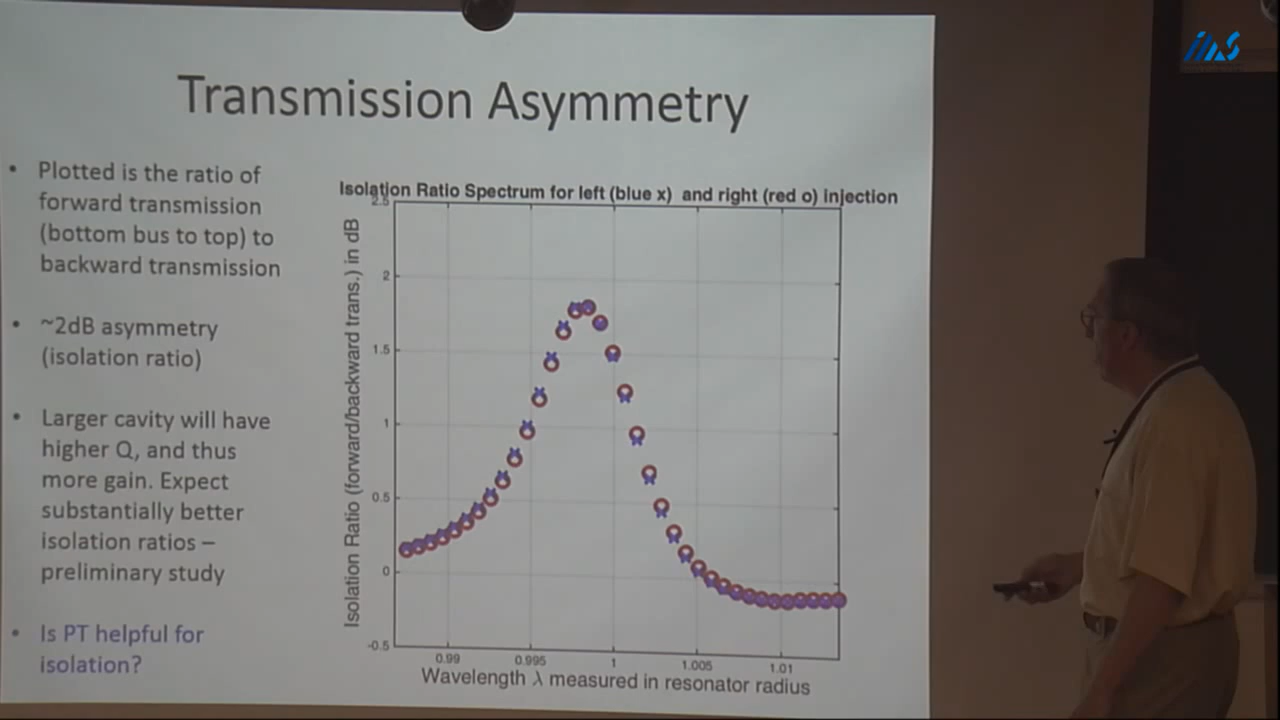 IAS
Transmission Asymmetry
• Plotted is the ratio of
forward transmission
(bottom bus to top) to
backward transmission
• ~2dB asymmetry
(isolation ratio)
• Larger cavity will have
higher Q, and thus
more gain. Expect
substantially better
isolation ratios –
preliminary study
• Is PT helpful for
isolation?
Isolation Ratio Spectrum for left (blue x) and right (red o) injection
Isolation Ratio (forward/backward trans.) in dB
2.5
2
1.5
1
0.5
0
-0.5
0.99 0.995 1 1.005 1.01
Wavelength λ measured in resonator radius